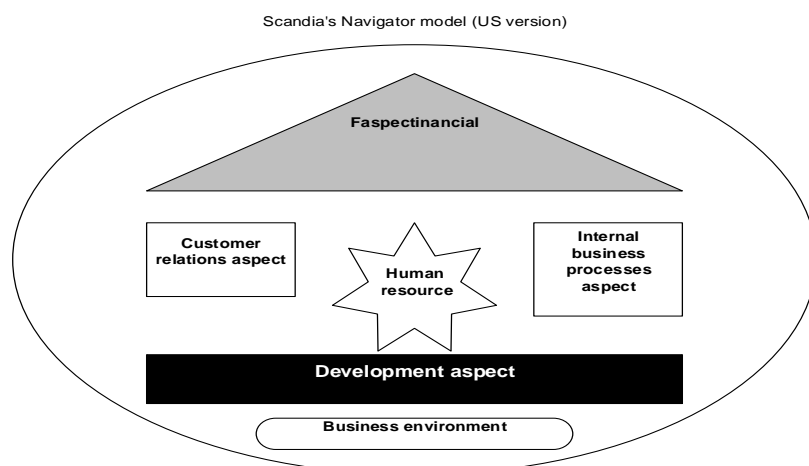 Scandia's Navigator model (US version)
Faspectinancial
Customer
relations aspect
Human
resource
Internal
business
processes
aspect
Development aspect
Business environment